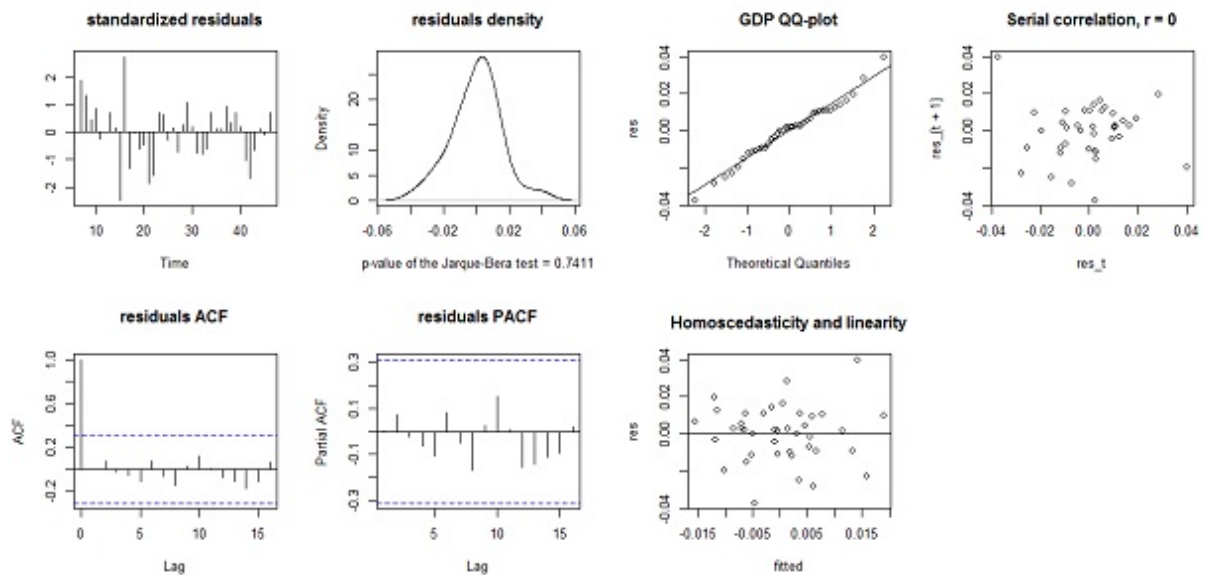 standardized residuals
2
1
0
-1
-2
10 20 30 40
Time
residuals density
Density
20
10
5
0
-0.06 -0.02 0.02 0.06
p-value of the Jarque-Bera test = 0.7411
GDP QQ-plot
res
0.04
0.02
0.00
-0.04
-2 -1 0 1 2
Theoretical Quantiles
Serial correlation, r = 0
res_[t + 1]
0.04
0.02
0.00
-0.04
-0.04 -0.02 0.00 0.02 0.04
res_t
residuals ACF
ACF
1.0
0.6
0.2
-0.2
0 5 10 15
Lag
residuals PACF
Partial ACF
0.3
0.1
-0.1
-0.3
5 10 15
Lag
Homoscedasticity and linearity
res
0.04
0.02
0.00
-0.04
-0.015 -0.005 0.005 0.015
fitted